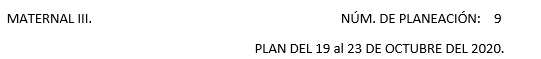 MATERNAL III. NÚM. DE PLANEACIÓN: 9
PLAN DEL 19 al 23 DE OCTUBRE DEL 2020.